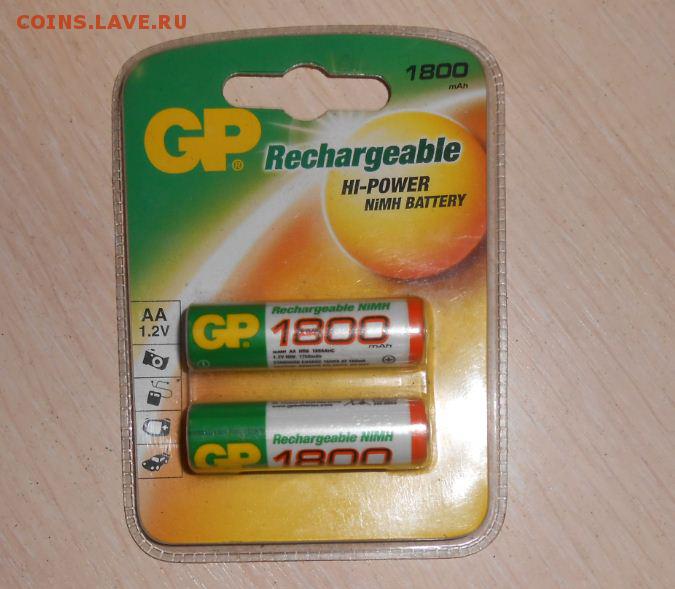 COINS.LAVE.RU
1800
mAh
GP®
Rechargeable
HI-POWER
NiMH BATTERY
AA
1.2V
Rechargeable NiMH
GP 1800
mAh
Rechargeable NiMH
GP 1800